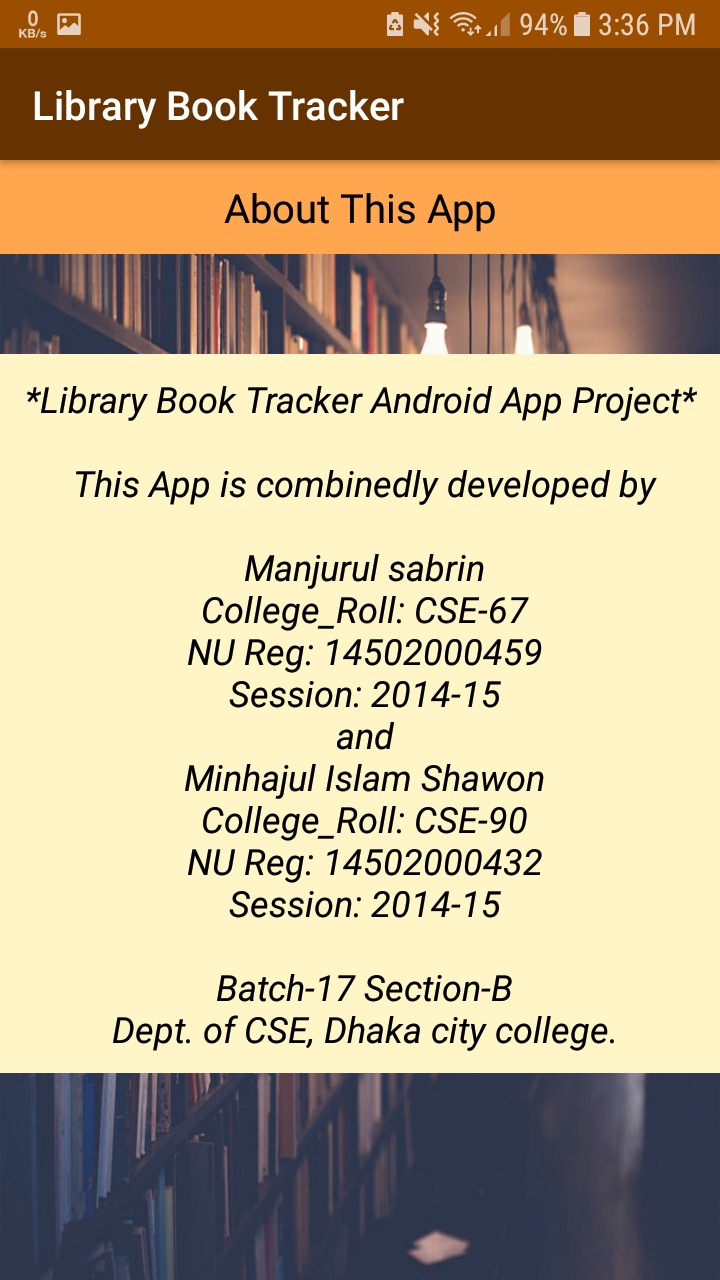 0
KB/s
94% 3:36 PM
Library Book Tracker
About This App
*Library Book Tracker Android App Project*
This App is combinedly developed by
Manjurul sabrin
College_Roll: CSE-67
NU Reg: 14502000459
Session: 2014-15
and
Minhajul Islam Shawon
College_Roll: CSE-90
NU Reg: 14502000432
Session: 2014-15
Batch-17 Section-B
Dept. of CSE, Dhaka city college.